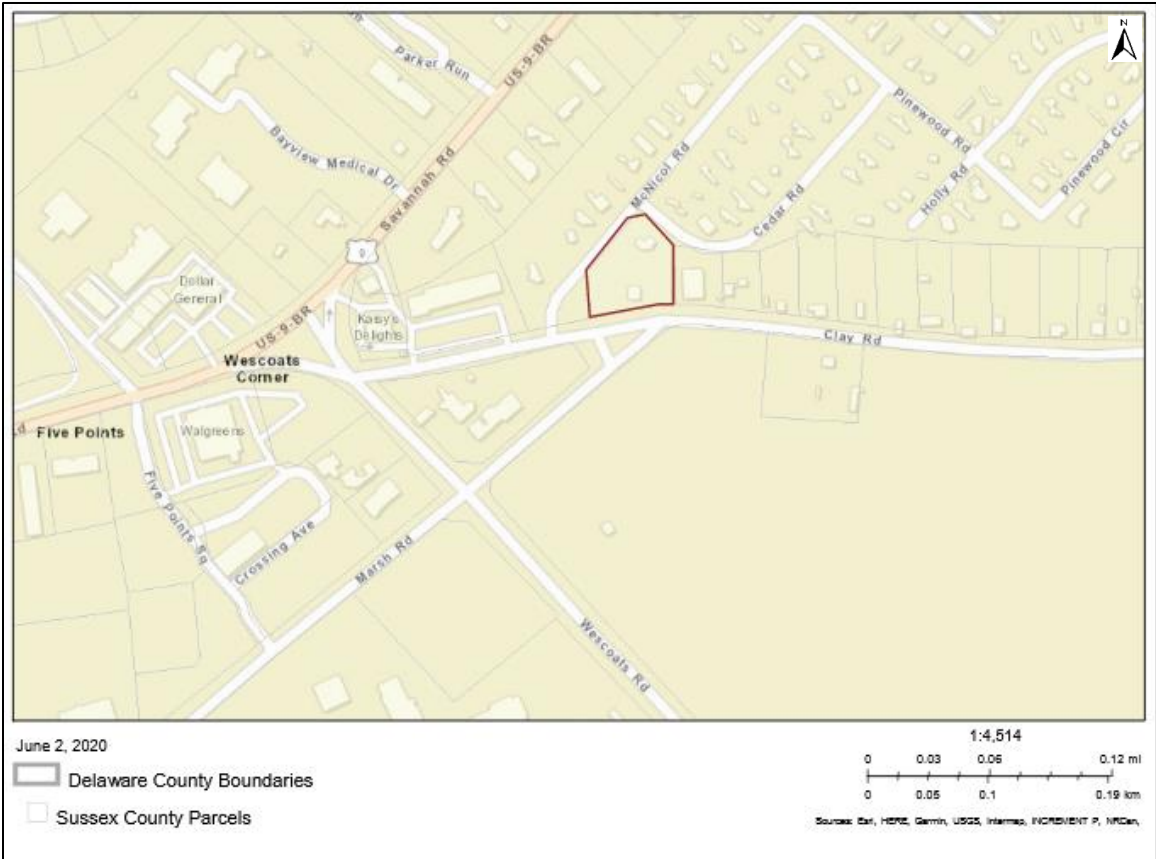 N
Parker Run
US-9-BR
Bayview Medical Dr
Savannah Rd
McNicol Rd
Pinewood Rd
Pinewood Cir
Holly Rd
Cedar Rd
9
Dollar
General
Kaisy's
Delights
US-9-BR
Wescoats
Corner
Clay Rd
Five Points
Walgreens
Five Points Sq
Crossing Ave
Marsh Rd
Wescoats Rd
June 2, 2020
Delaware County Boundaries
Sussex County Parcels
1:4,514
0 0.03 0.06 0.12 mi
0 0.05 0.1 0.19 km
Sources: Esri, HERE, Garmin, USGS, Intermap, INCREMENT P, NRCan,